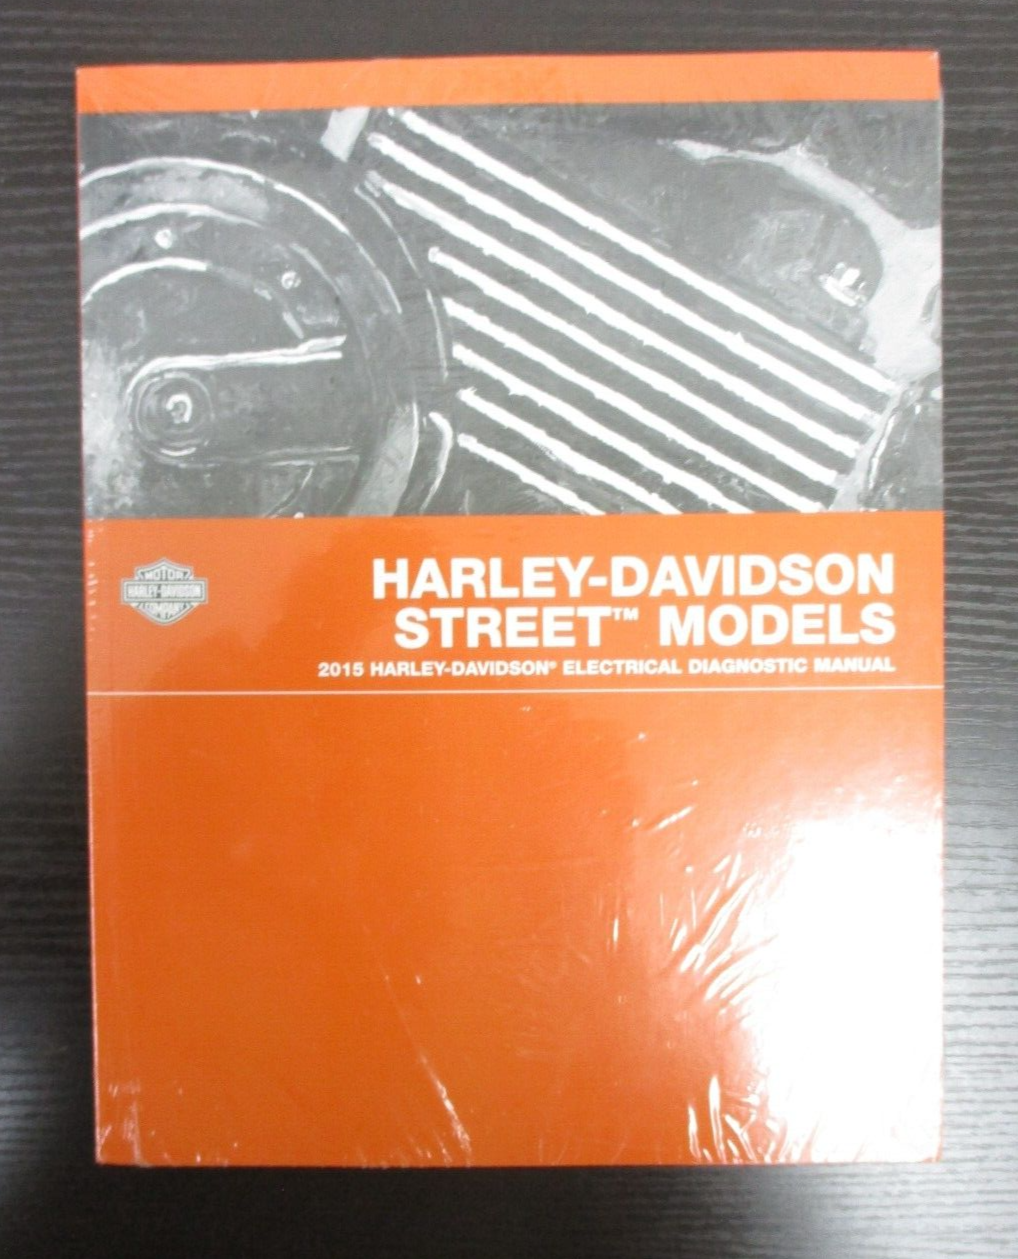 MOTOR
HARLEY-DAVIDSON
COMPANY
HARLEY-DAVIDSON
STREET™ MODELS
2015 HARLEY-DAVIDSON® ELECTRICAL DIAGNOSTIC MANUAL